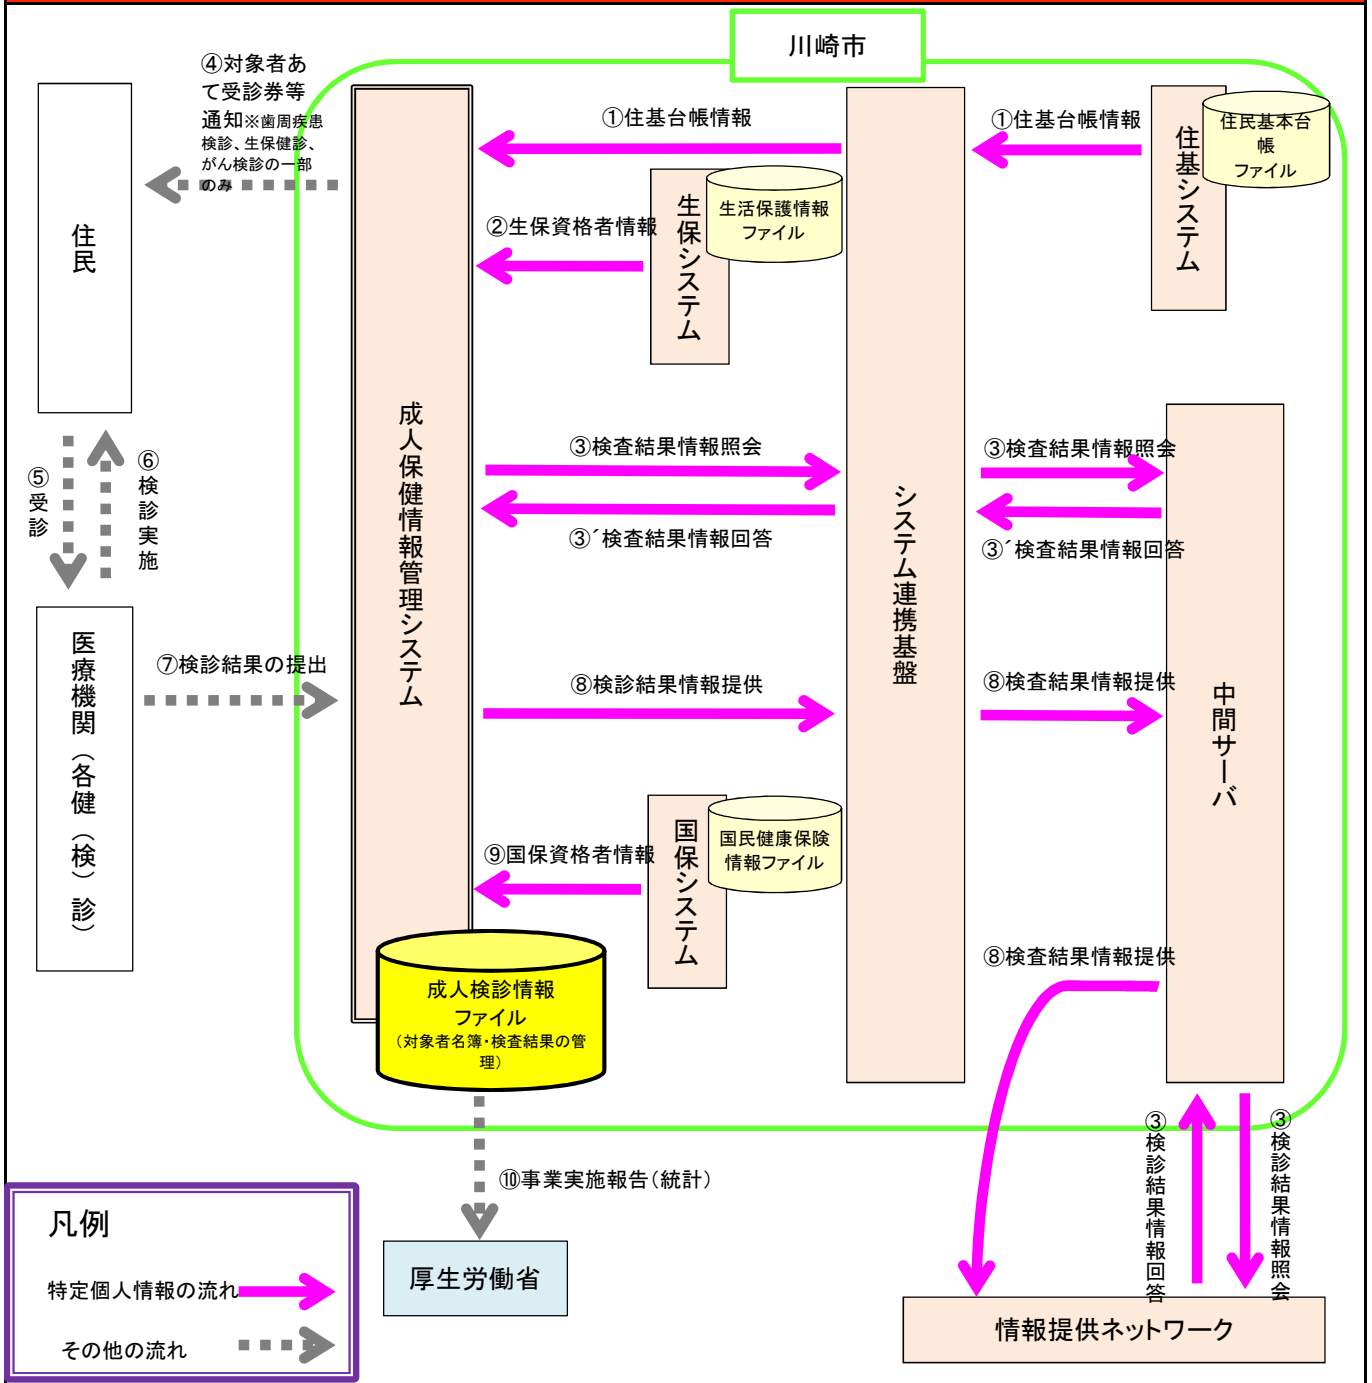 川崎市
④対象者あ
て受診券等
通知※歯周疾患
検診、生保健診、
がん検診の一部
のみ
①住基台帳情報
①住基台帳情報
住基システム
住民基本台
帳
ファイル
住民
②生保資格者情報
生保システム
生活保護情報
ファイル
成人保健情報管理システム
システム連携基盤
③検査結果情報照会
③検査結果情報照会
③´検査結果情報回答
③´検査結果情報回答
⑤受診
⑥検診実施
医療機関（各健（検）診）
⑦検診結果の提出
⑧検診結果情報提供
⑧検査結果情報提供
中間サーバ
⑨国保資格者情報
国保システム
国民健康保険
情報ファイル
⑧検査結果情報提供
成人検診情報
ファイル
（対象者名簿・検査結果の管
理）
③検診結果情報回答
③検診結果情報照会
⑩事業実施報告（統計）
厚生労働省
情報提供ネットワーク
凡例
特定個人情報の流れ
その他の流れ